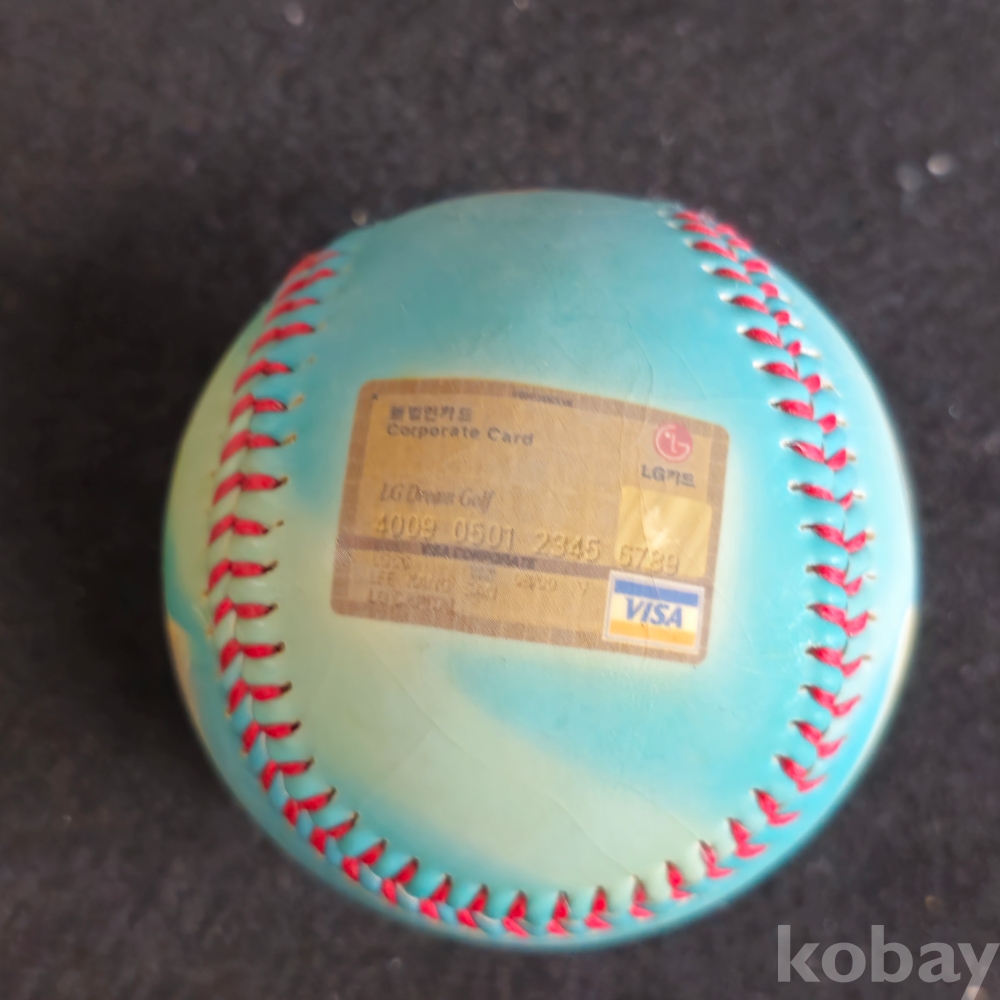 법인카드
Corporate Card
LG카드
LG Dream Golf
4009 0501 2345 6789
VISA CORPORATE
LEE
VISA
kobay